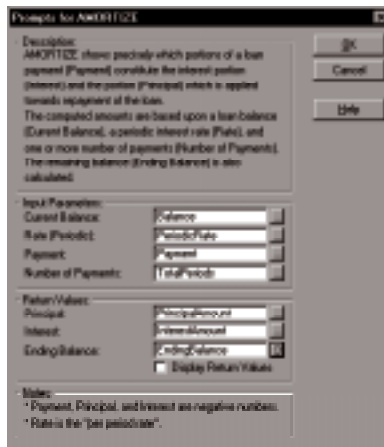 Prompts for AMORTIZE
Description:
AMORTIZE shows precisely which portions of a loan
payment (Payment) constitute the interest portion
(Interest) and the portion (Principal) which is applied
towards repayment of the loan.
The computed amounts are based upon a loan balance
(Current Balance), a periodic interest rate (Rate), and
one or more number of payments (Number of Payments).
The remaining balance (Ending Balance) is also
calculated.
OK
Cancel
Help
Input Parameters:
Current Balance: Balance
Rate (Periodic): PeriodicRate
Payment: Payment
Number of Payments: TotalPeriods
Return Values:
Principal: PrincipalAmount
Interest: InterestAmount
Ending Balance: EndingBalance
Display Return Values
Notes:
* Payment, Principal, and Interest are negative numbers.
* Rate is the "per period rate".